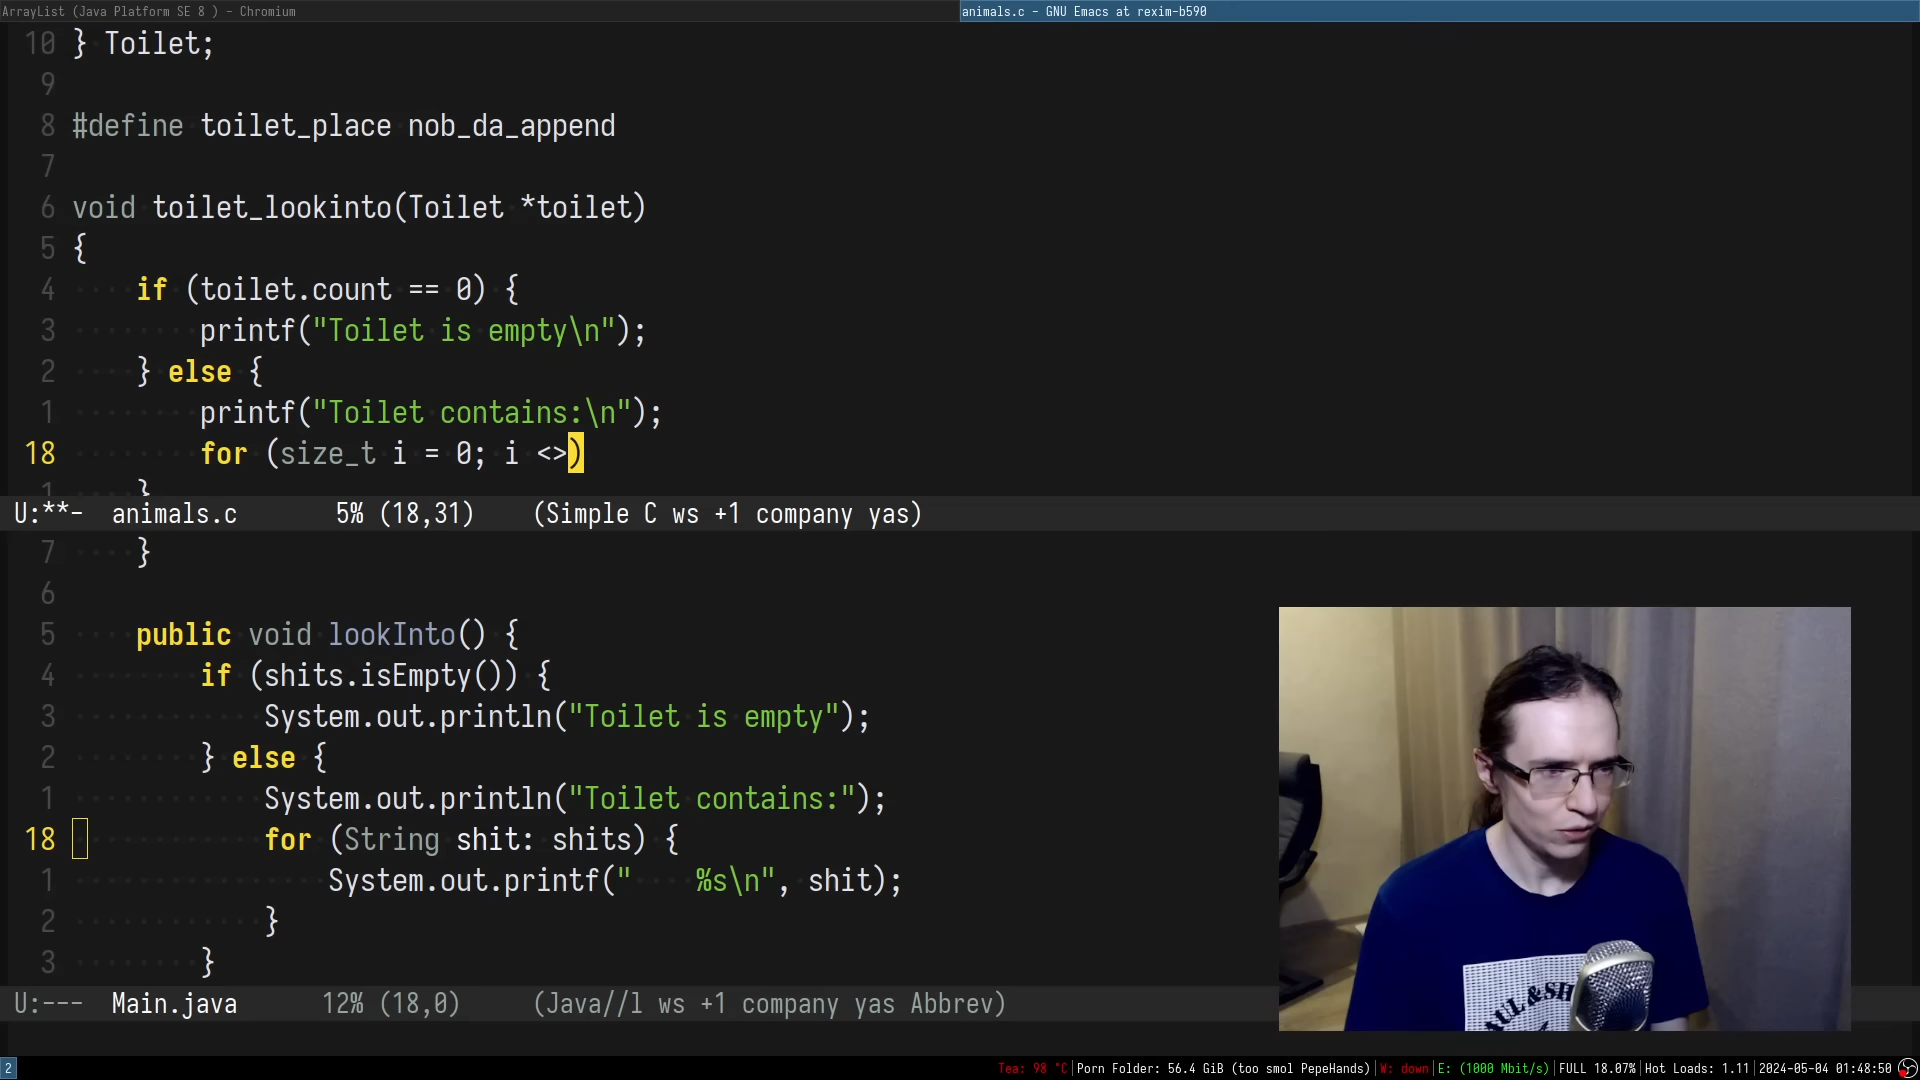 ArrayList (Java Platform SE 8 ) - Chromium
animals.c - GNU Emacs at rexim-b590
10 } Toilet;
9
8 #define toilet_place nob_da_append
7
6 void toilet_lookinto(Toilet *toilet)
5 {
4 if (toilet.count == 0) {
3 printf("Toilet is empty\n");
2 } else {
1 printf("Toilet contains:\n");
18 for (size_t i = 0; i <>)
1 }
U:**- animals.c 5% (18,31) (Simple C ws +1 company yas)
7 }
6
5 public void lookInto() {
4 if (shits.isEmpty()) {
3 System.out.println("Toilet is empty");
2 } else {
1 System.out.println("Toilet contains:");
18 for (String shit: shits) {
1 System.out.printf("    %s\n", shit);
2 }
3 }
U:--- Main.java 12% (18,0) (Java//l ws +1 company yas Abbrev)
2
Tea: 98 °C|Porn Folder: 56.4 GiB (too smol PepeHands)|W: down|E: (1000 Mbit/s)|FULL 18.07%|Hot Loads: 1.11|2024-05-04 01:48:50